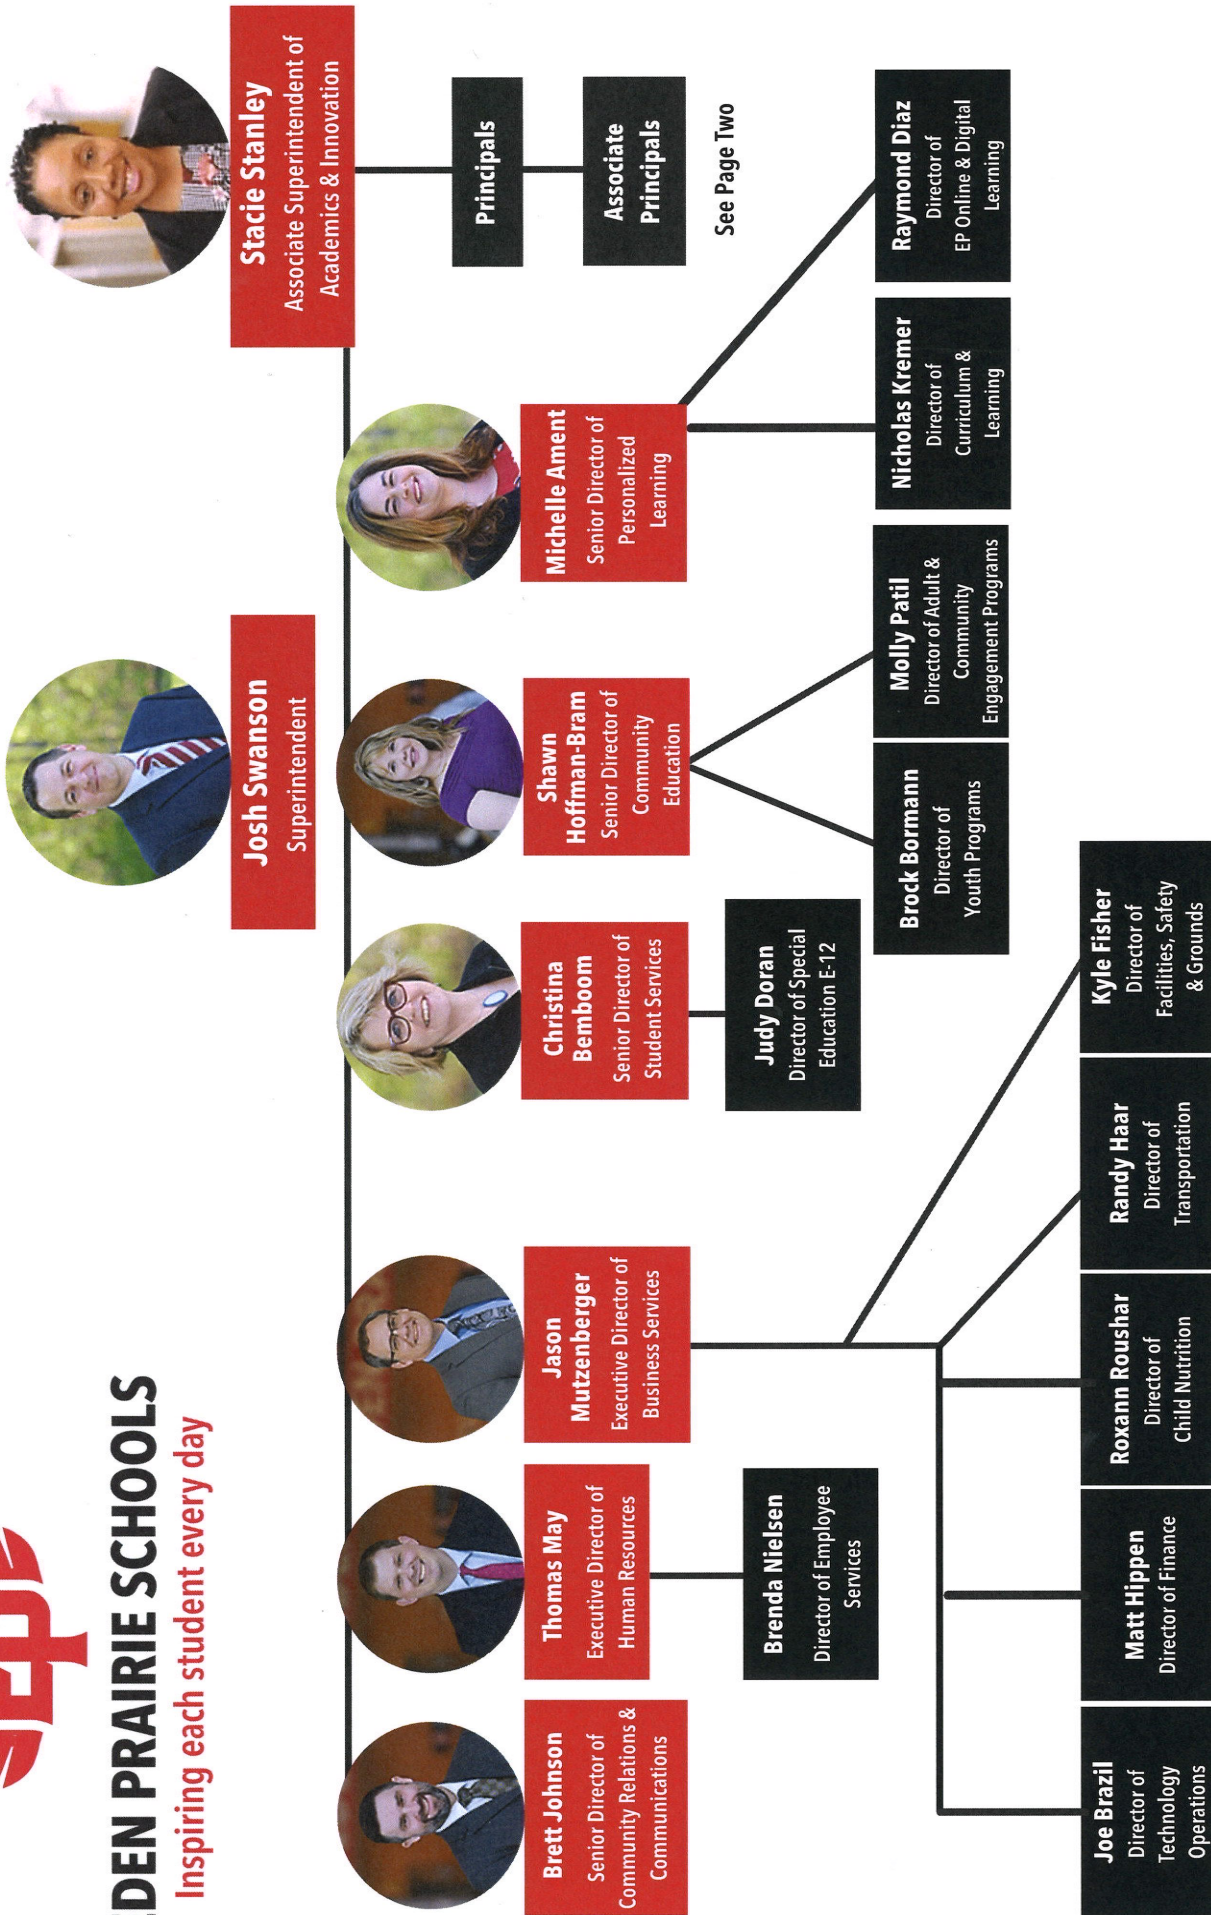 EP
DEN PRAIRIE SCHOOLS
Inspiring each student every day
Josh Swanson
Superintendent
Stacie Stanley
Associate Superintendent of
Academics & Innovation
Brett Johnson
Senior Director of
Community Relations &
Communications
Thomas May
Executive Director of
Human Resources
Jason
Mutzenberger
Executive Director of
Business Services
Christina
Bemboom
Senior Director of
Student Services
Shawn
Hoffman-Bram
Senior Director of
Community
Education
Michelle Ament
Senior Director of
Personalized
Learning
Principals
Associate
Principals
See Page Two
Brenda Nielsen
Director of Employee
Services
Judy Doran
Director of Special
Education E-12
Brock Bormann
Director of
Youth Programs
Molly Patil
Director of Adult &
Community
Engagement Programs
Nicholas Kremer
Director of
Curriculum &
Learning
Raymond Diaz
Director of
EP Online & Digital
Learning
Joe Brazil
Director of
Technology
Operations
Matt Hippen
Director of Finance
Roxann Roushar
Director of
Child Nutrition
Randy Haar
Director of
Transportation
Kyle Fisher
Director of
Facilities, Safety
& Grounds